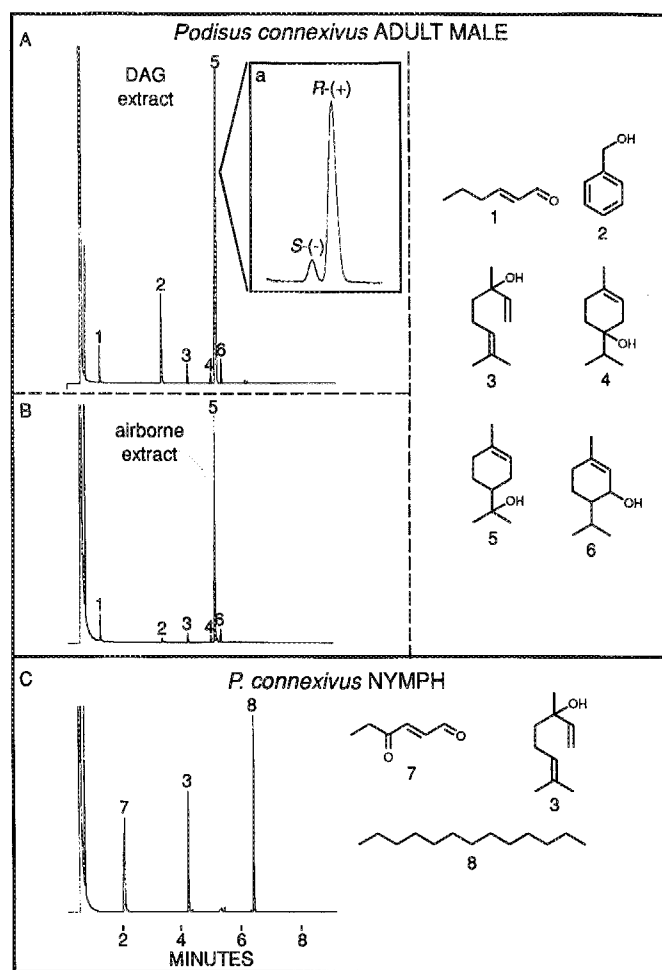 A
Podisus connexivus ADULT MALE
DAG
extract
5
a
R-(+)
S-(-)
1
2
3
4
6
B
airborne
extract
5
1
2
3
4
6
O
1
OH
2
OH
3
OH
4
OH
5
OH
6
C
P. connexivus NYMPH
7
3
8
2
4
6
8
MINUTES
O
O
7
OH
3
8